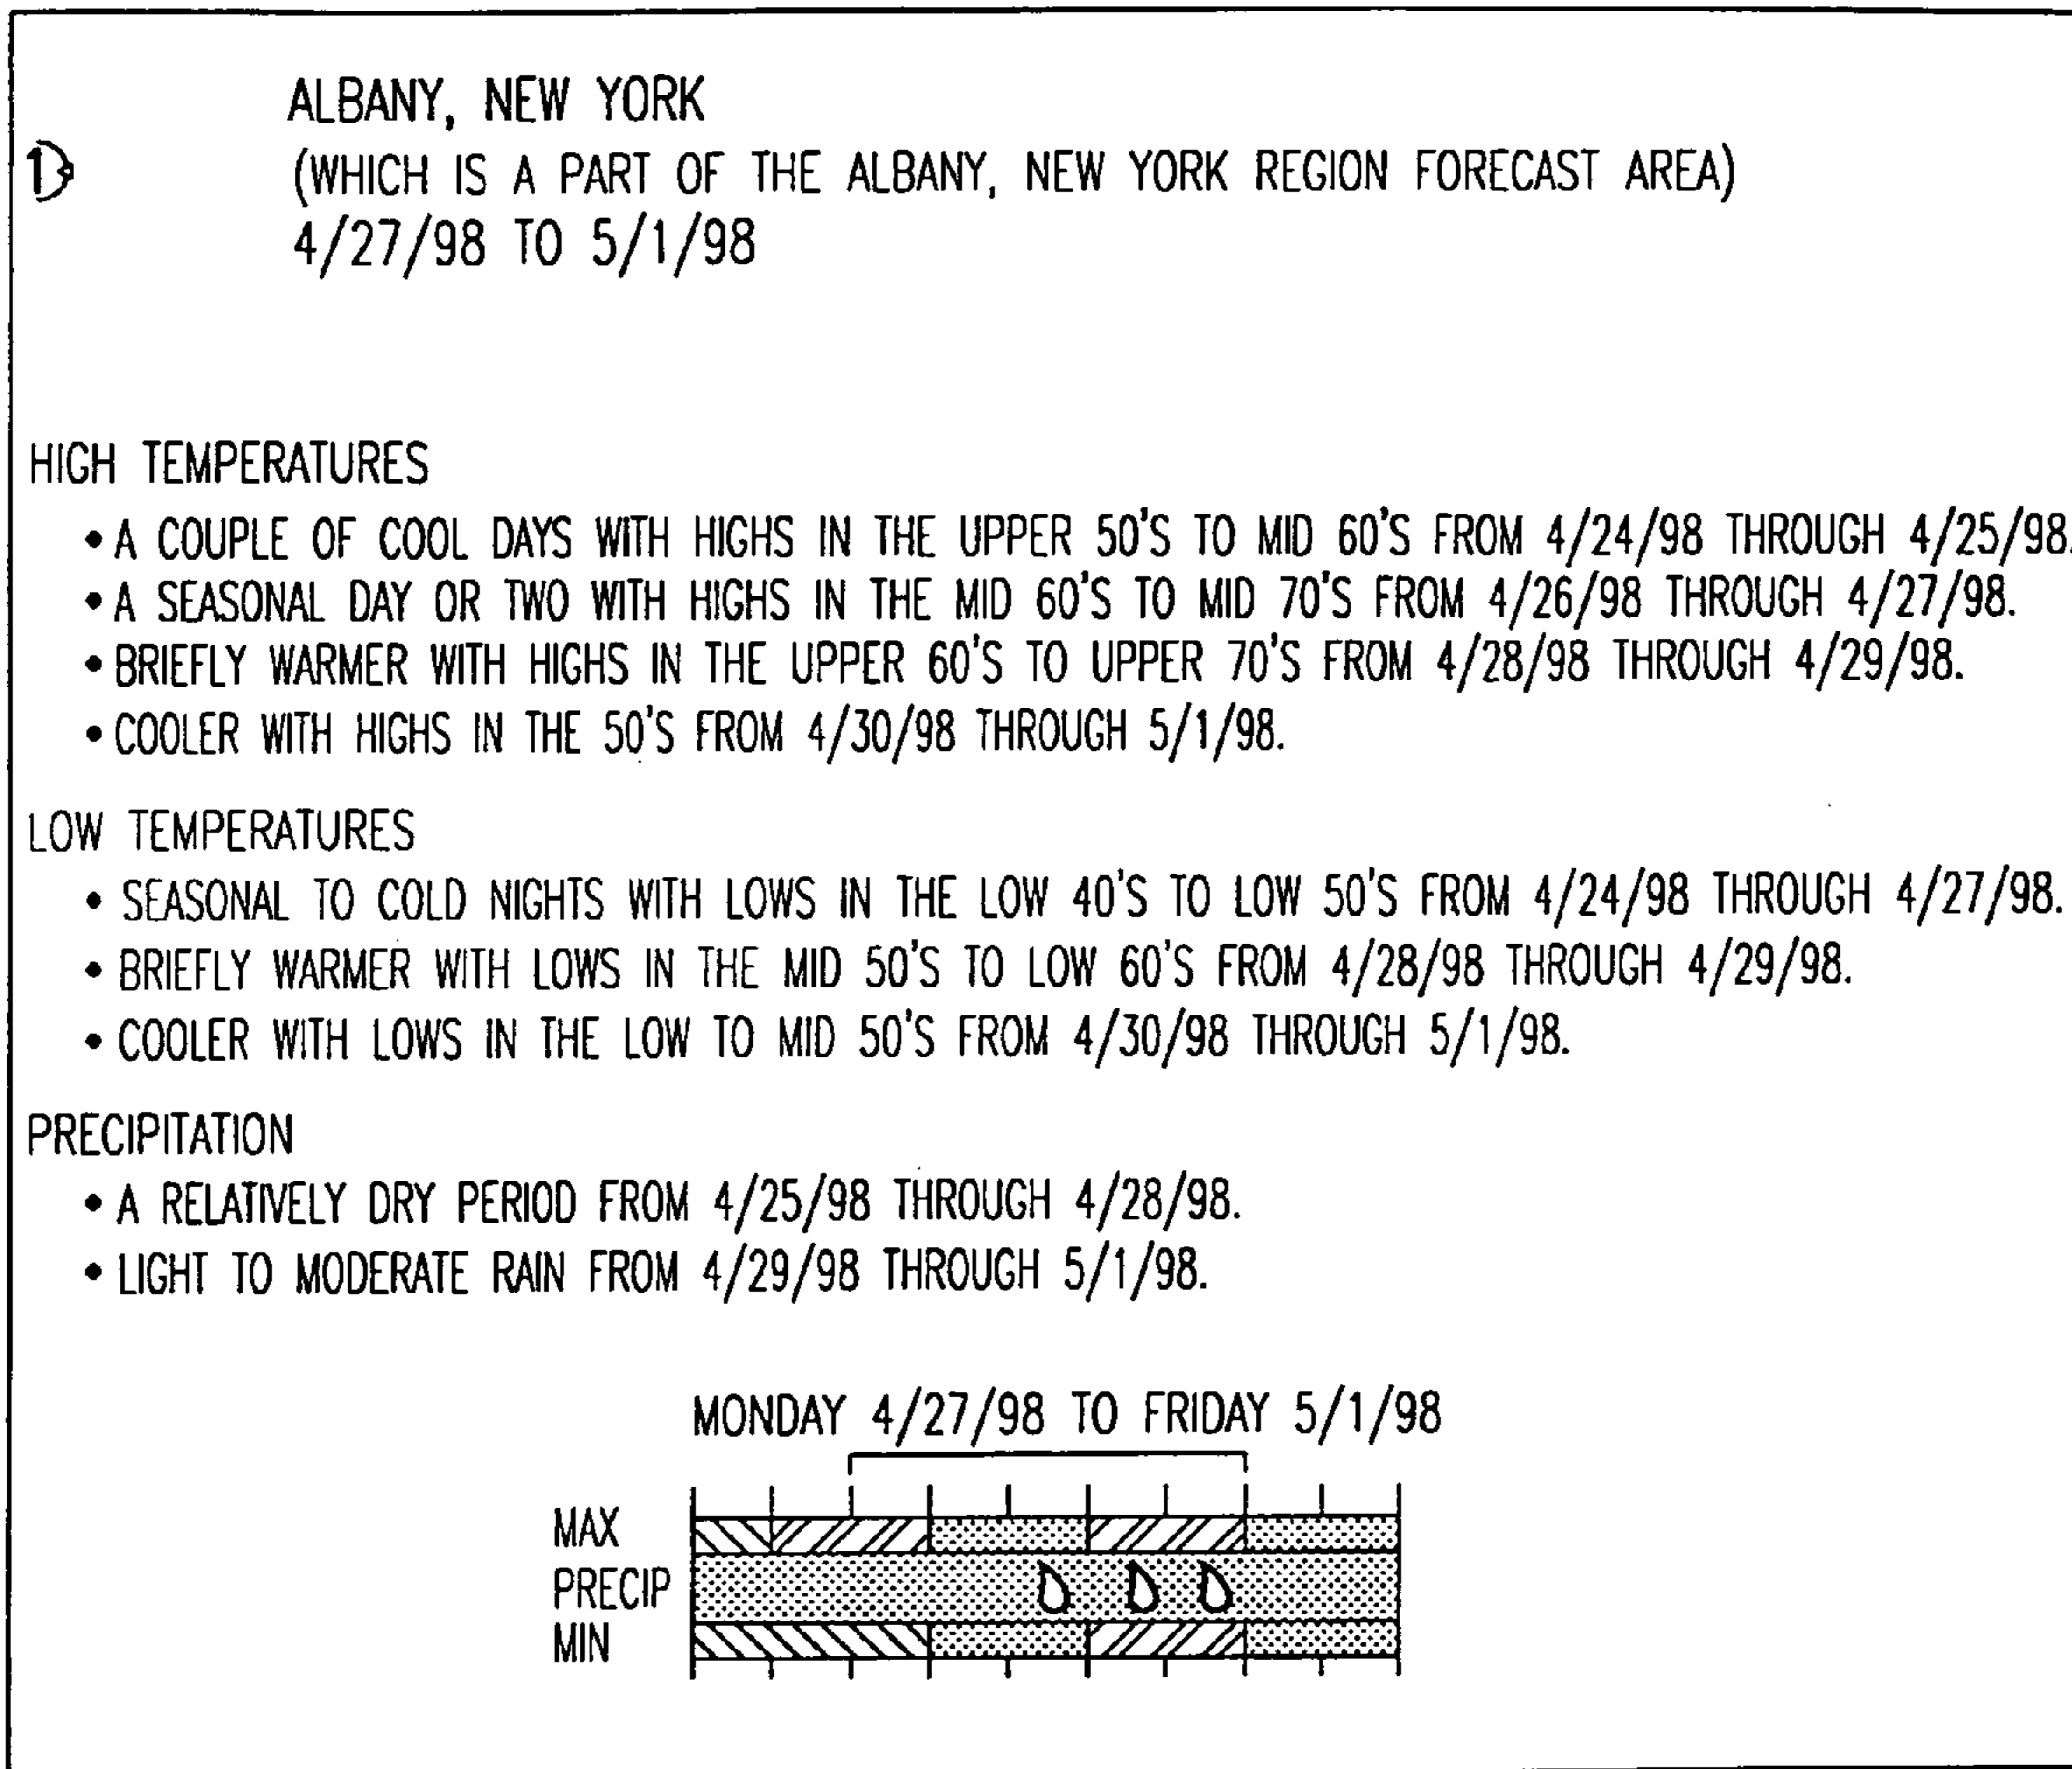 ALBANY, NEW YORK
(WHICH IS A PART OF THE ALBANY, NEW YORK REGION FORECAST AREA)
4/27/98 TO 5/1/98
HIGH TEMPERATURES
• A COUPLE OF COOL DAYS WITH HIGHS IN THE UPPER 50'S TO MID 60'S FROM 4/24/98 THROUGH 4/25/98.
• A SEASONAL DAY OR TWO WITH HIGHS IN THE MID 60'S TO MID 70'S FROM 4/26/98 THROUGH 4/27/98.
• BRIEFLY WARMER WITH HIGHS IN THE UPPER 60'S TO UPPER 70'S FROM 4/28/98 THROUGH 4/29/98.
• COOLER WITH HIGHS IN THE 50'S FROM 4/30/98 THROUGH 5/1/98.
LOW TEMPERATURES
• SEASONAL TO COLD NIGHTS WITH LOWS IN THE LOW 40'S TO LOW 50'S FROM 4/24/98 THROUGH 4/27/98.
• BRIEFLY WARMER WITH LOWS IN THE MID 50'S TO LOW 60'S FROM 4/28/98 THROUGH 4/29/98.
• COOLER WITH LOWS IN THE LOW TO MID 50'S FROM 4/30/98 THROUGH 5/1/98.
PRECIPITATION
• A RELATIVELY DRY PERIOD FROM 4/25/98 THROUGH 4/28/98.
• LIGHT TO MODERATE RAIN FROM 4/29/98 THROUGH 5/1/98.
MONDAY 4/27/98 TO FRIDAY 5/1/98
MAX
PRECIP
MIN